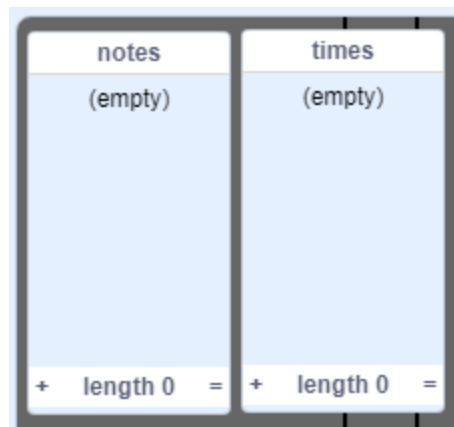 notes
(empty)
+ length 0 =
times
(empty)
+ length 0 =